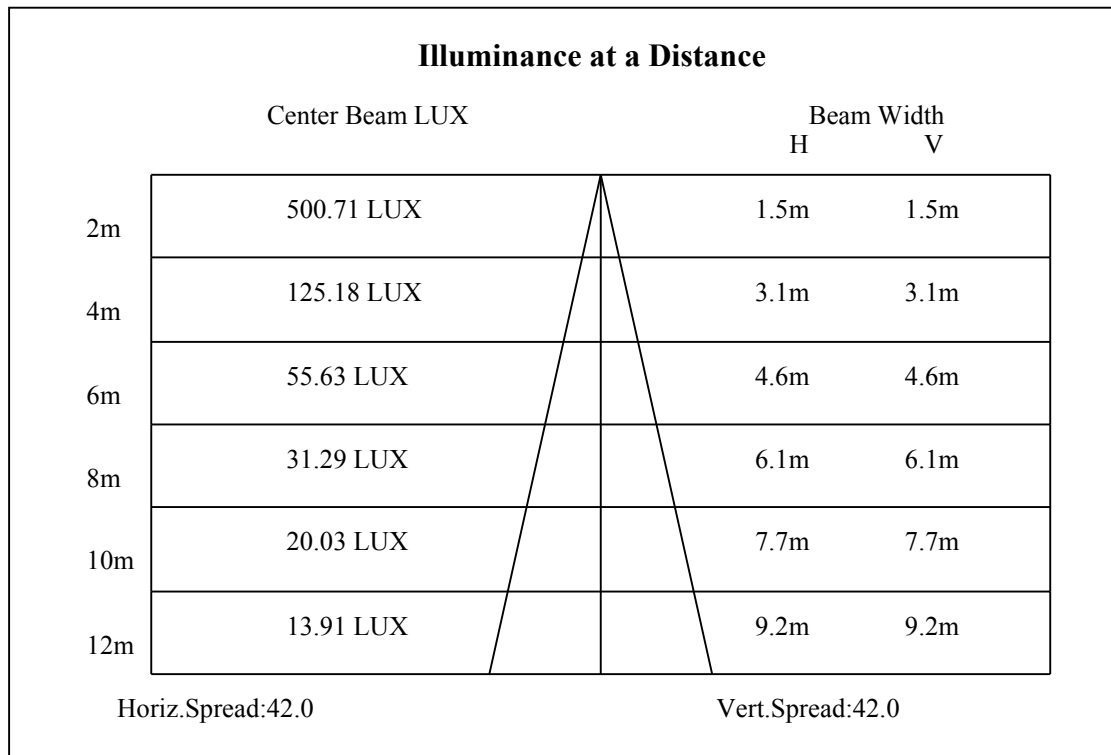 Illuminance at a Distance
Center Beam LUX Beam Width
H V
2m 500.71 LUX 1.5m 1.5m
4m 125.18 LUX 3.1m 3.1m
6m 55.63 LUX 4.6m 4.6m
8m 31.29 LUX 6.1m 6.1m
10m 20.03 LUX 7.7m 7.7m
12m 13.91 LUX 9.2m 9.2m
Horiz.Spread:42.0 Vert.Spread:42.0